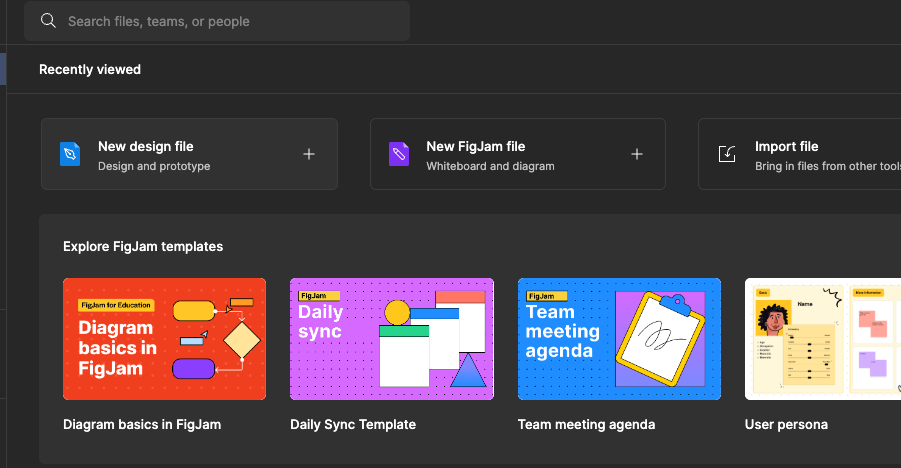 Search files, teams, or people
Recently viewed
New design file
Design and prototype
New FigJam file
Whiteboard and diagram
Import file
Bring in files from other tools
Explore FigJam templates
FigJam for Education
Diagram
basics in
FigJam
Diagram basics in FigJam
FigJam
Daily
sync
Daily Sync Template
FigJam
Team
meeting
agenda
Team meeting agenda
Name
More information
User persona